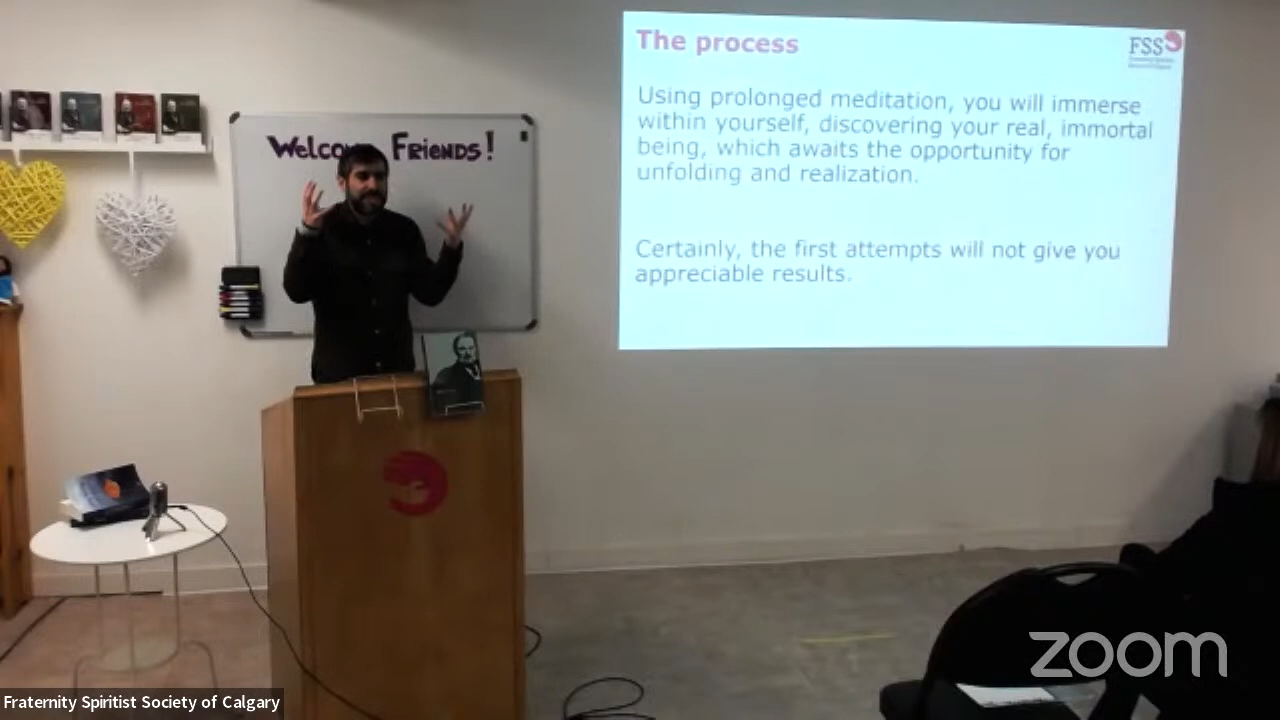 The process
FSS
Using prolonged meditation, you will immerse
within yourself, discovering your real, immortal
being, which awaits the opportunity for
unfolding and realization.
Certainly, the first attempts will not give you
appreciable results.
Friends!
zoom
Fraternity Spiritist Society of Calgary